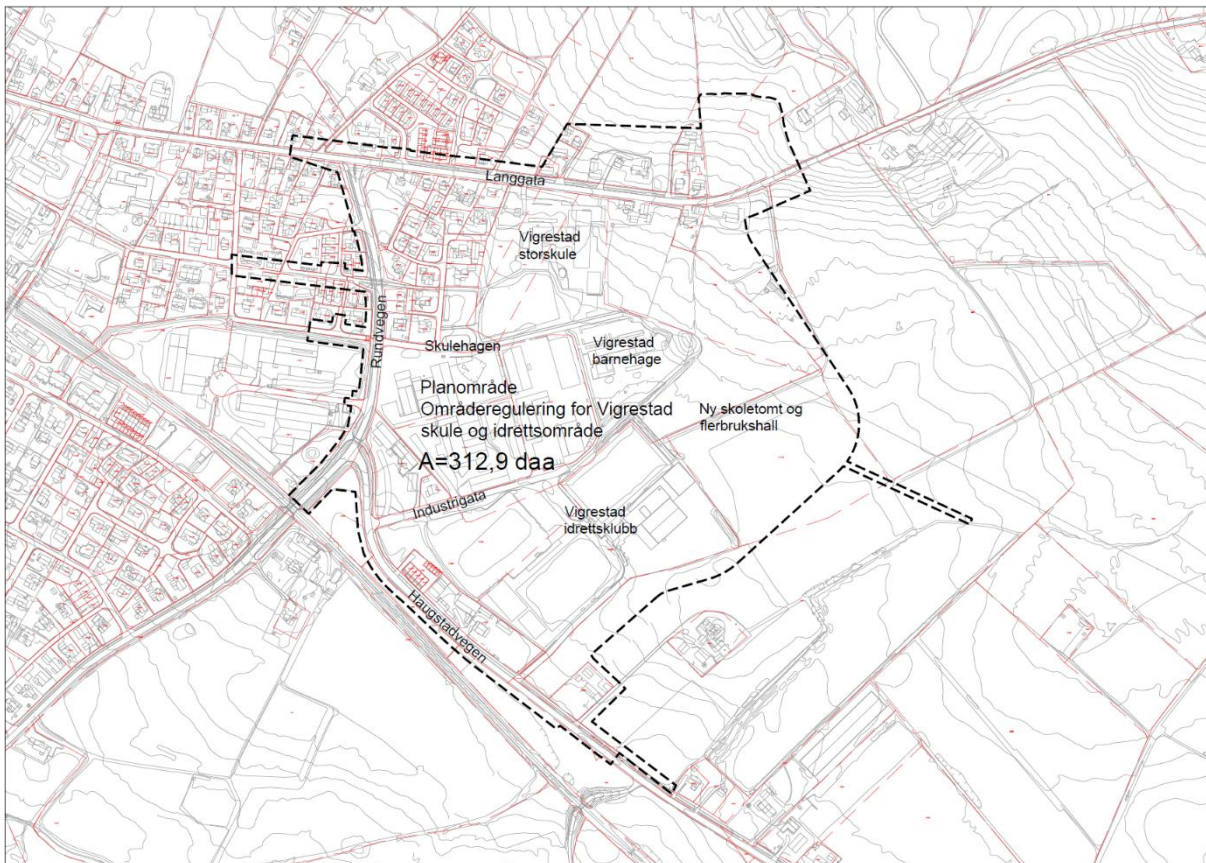 Langgata
Vigrestad
storskule
Rundvegen
Skulehagen
Vigrestad
barnehage
Planområde
Områderegulering for Vigrestad
skule og idrettsområde
A=312,9 daa
Ny skoletomt og
flerbrukshall
Industrigata
Vigrestad
idrettsklubb
Haugstadvegen